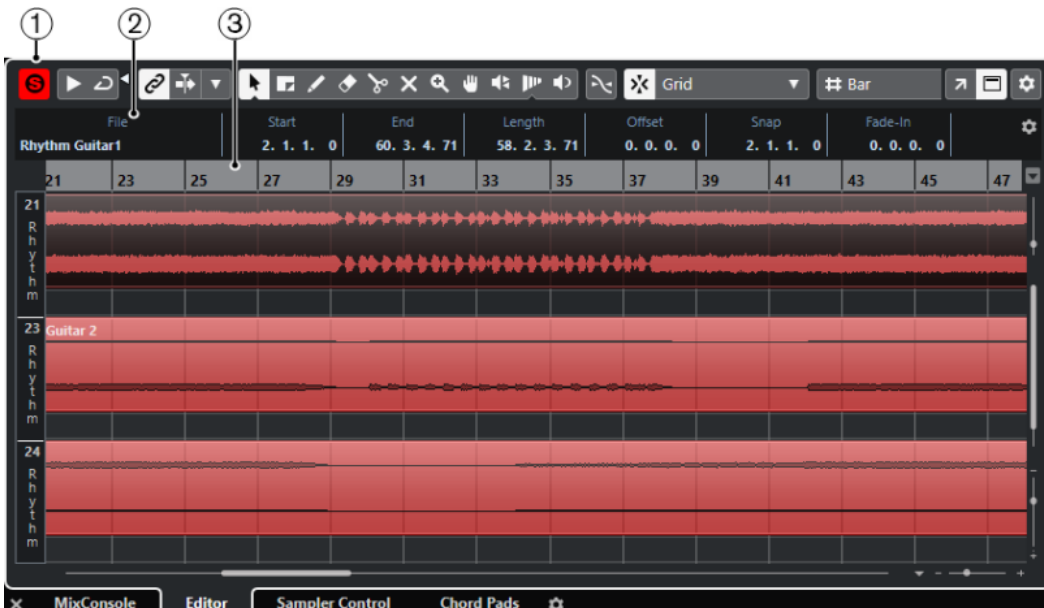 1 2 3
S Grid Bar
File Start End Length Offset Snap Fade-In
Rhythm Guitar1 2. 1. 1. 0 60. 3. 4. 71 58. 2. 3. 71 0. 0. 0. 0 2. 1. 1. 0 0. 0. 0. 0
21 23 25 27 29 31 33 35 37 39 41 43 45 47
21
Rhythm
23 Guitar 2
Rhythm
24
Rhythm
MixConsole Editor Sampler Control Chord Pads